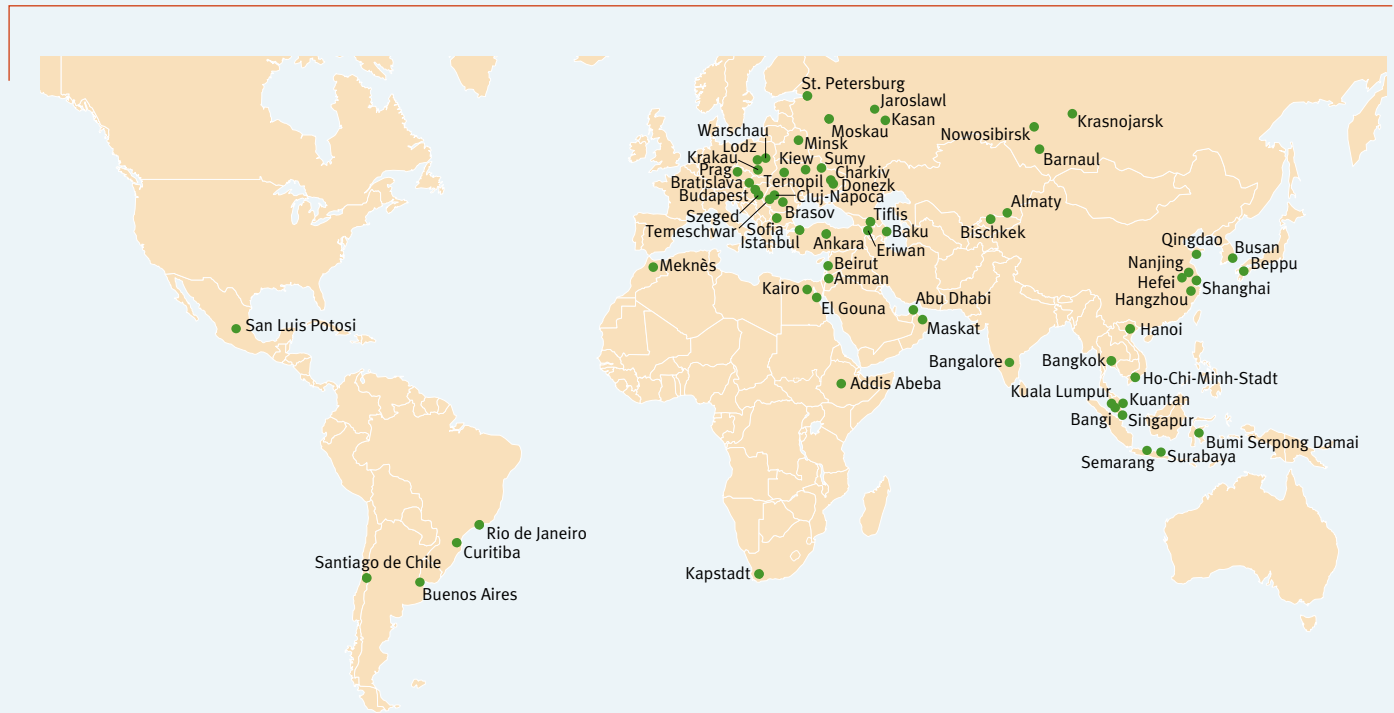 St. Petersburg
Jaroslawl
Kasan
Moskau
Krasnojarsk
Nowosibirsk
Barnaul
Warschau
Lodz
Minsk
Krakau
Kiew
Sumy
Prag
Charkiv
Bratislava
Ternopil
Donezk
Budapest
Cluj-Napoca
Szeged
Brasov
Temeschwar
Sofia
Istanbul
Tiflis
Baku
Ankara
Eriwan
Almaty
Bischkek
Qingdao
Busan
Beppu
Nanjing
Hefei
Shanghai
Hangzhou
Meknès
Beirut
Amman
Kairo
El Gouna
Abu Dhabi
Maskat
San Luis Potosi
Hanoi
Bangalore
Bangkok
Addis Abeba
Ho-Chi-Minh-Stadt
Kuala Lumpur
Kuantan
Bangi
Singapur
Bumi Serpong Damai
Semarang
Surabaya
Rio de Janeiro
Curitiba
Santiago de Chile
Buenos Aires
Kapstadt